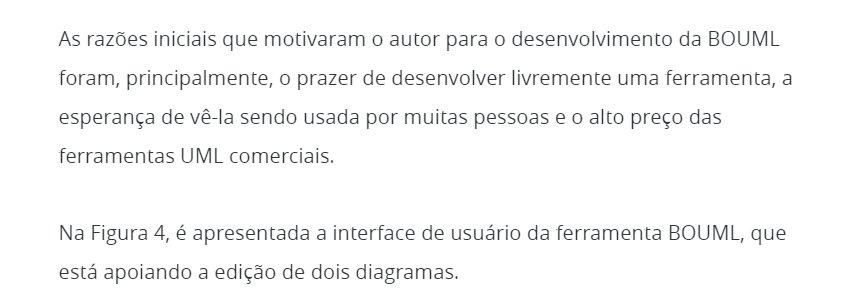 As razões iniciais que motivaram o autor para o desenvolvimento da BOUML
foram, principalmente, o prazer de desenvolver livremente uma ferramenta, a
esperança de vê-la sendo usada por muitas pessoas e o alto preço das
ferramentas UML comerciais.
Na Figura 4, é apresentada a interface de usuário da ferramenta BOUML, que
está apoiando a edição de dois diagramas.